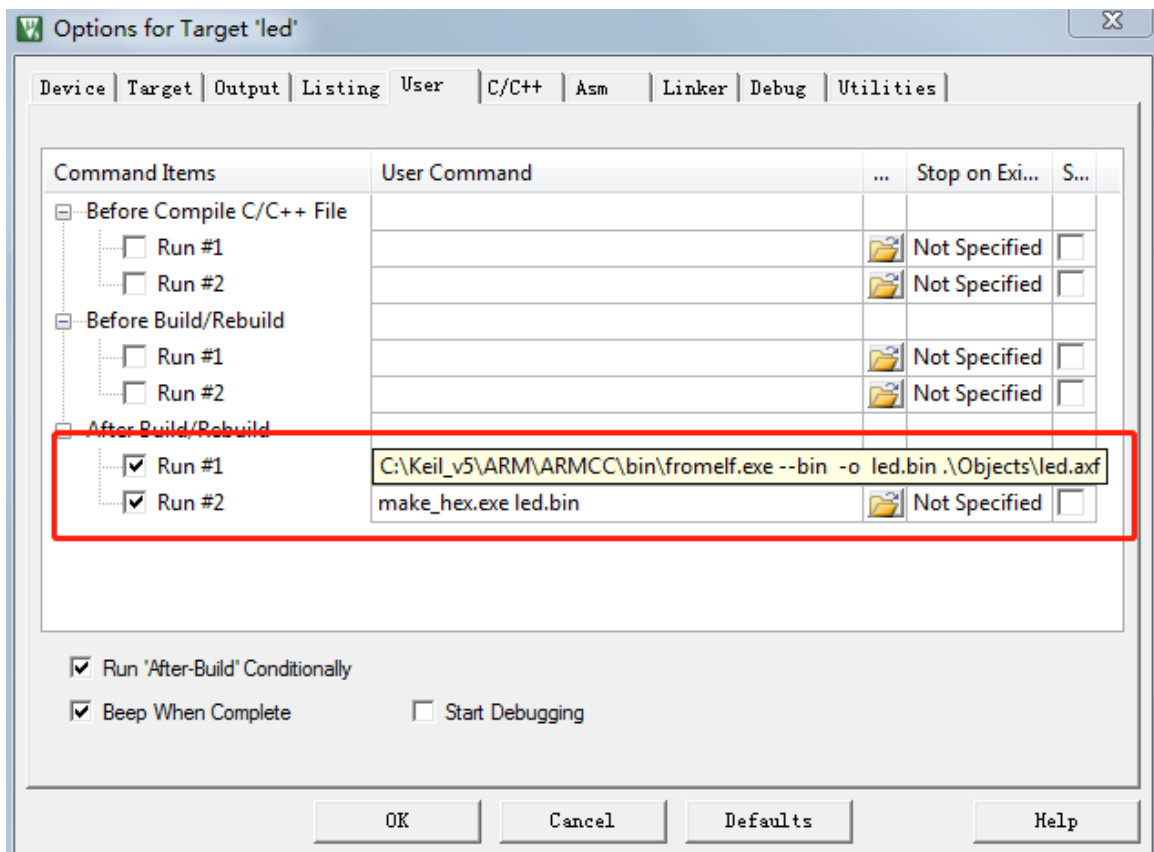 Options for Target 'led'
Device Target Output Listing User C/C++ Asm Linker Debug Utilities
Command Items User Command ... Stop on Exi... S...
Before Compile C/C++ File
Run #1 Not Specified
Run #2 Not Specified
Before Build/Rebuild
Run #1 Not Specified
Run #2 Not Specified
After Build/Rebuild
Run #1 C:\Keil_v5\ARM\ARMCC\bin\fromelf.exe --bin -o led.bin .\Objects\led.axf
Run #2 make_hex.exe led.bin Not Specified
Run 'After-Build' Conditionally
Beep When Complete Start Debugging
OK Cancel Defaults Help